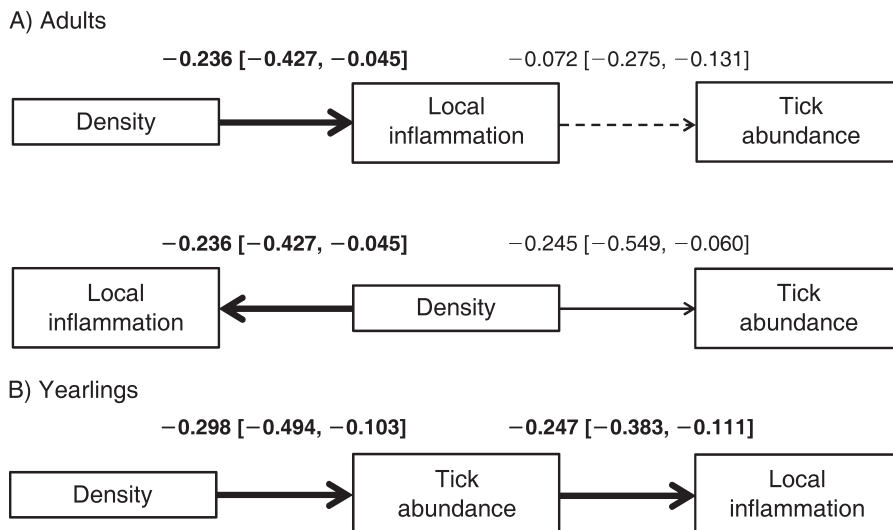 A) Adults
−0.236 [−0.427, −0.045]
−0.072 [−0.275, −0.131]
Density
Local
inflammation
Tick
abundance
−0.236 [−0.427, −0.045]
−0.245 [−0.549, −0.060]
Local
inflammation
Density
Tick
abundance
B) Yearlings
−0.298 [−0.494, −0.103]
−0.247 [−0.383, −0.111]
Density
Tick
abundance
Local
inflammation